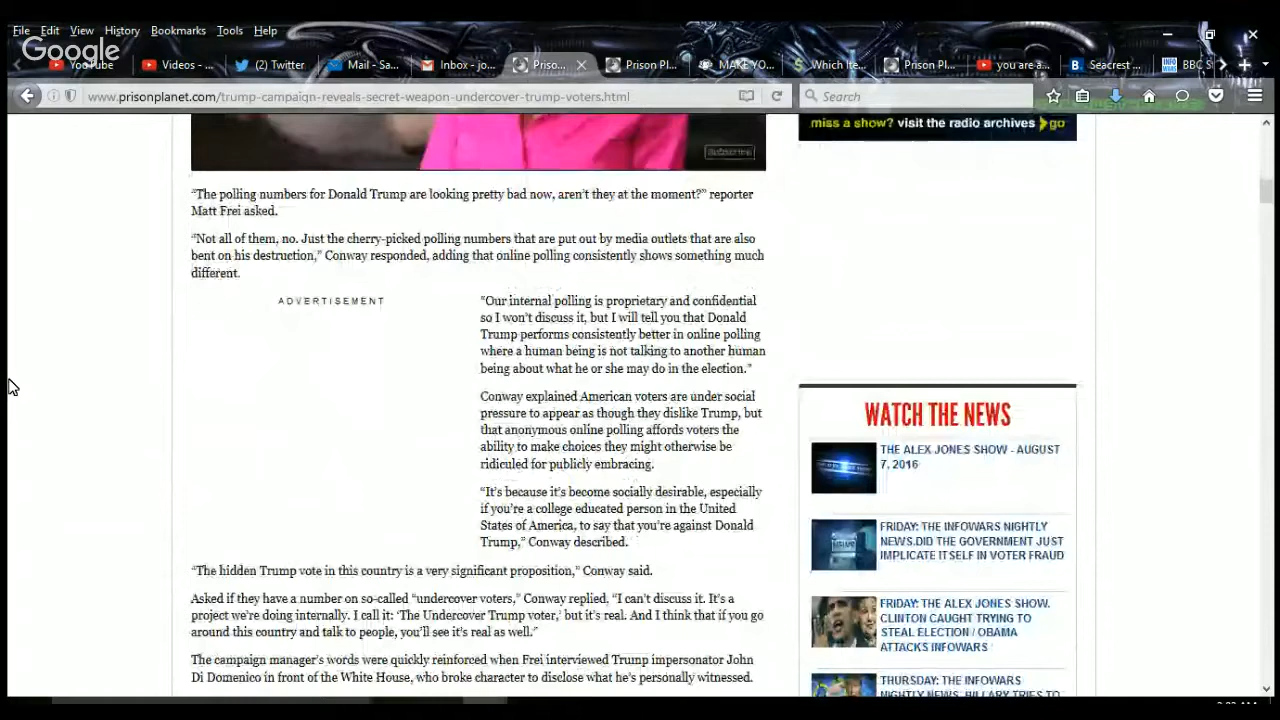 File Edit View History Bookmarks Tools Help
Google
YouTube Videos - ... (2) Twitter Mail - Sa... Inbox - jo... Priso... Prison Pl... MAKE YO... Which Ite... Prison Pl... you are a... Seacrest ... BBC S
www.prisonplanet.com/trump-campaign-reveals-secret-weapon-undercover-trump-voters.html Search
miss a show? visit the radio archives go
“The polling numbers for Donald Trump are looking pretty bad now, aren’t they at the moment?” reporter
Matt Frei asked.
“Not all of them, no. Just the cherry-picked polling numbers that are put out by media outlets that are also
bent on his destruction,” Conway responded, adding that online polling consistently shows something much
different.
ADVERTISEMENT
“Our internal polling is proprietary and confidential
so I won’t discuss it, but I will tell you that Donald
Trump performs consistently better in online polling
where a human being is not talking to another human
being about what he or she may do in the election.”
Conway explained American voters are under social
pressure to appear as though they dislike Trump, but
that anonymous online polling affords voters the
ability to make choices they might otherwise be
ridiculed for publicly embracing.
“It’s because it’s become socially desirable, especially
if you’re a college educated person in the United
States of America, to say that you’re against Donald
Trump,” Conway described.
“The hidden Trump vote in this country is a very significant proposition,” Conway said.
Asked if they have a number on so-called “undercover voters,” Conway replied, “I can’t discuss it. It’s a
project we’re doing internally. I call it: ‘The Undercover Trump voter,’ but it’s real. And I think that if you go
around this country and talk to people, you’ll see it’s real as well.”
The campaign manager’s words were quickly reinforced when Frei interviewed Trump impersonator John
Di Domenico in front of the White House, who broke character to disclose what he’s personally witnessed.
WATCH THE NEWS
THE ALEX JONES SHOW - AUGUST
7, 2016
FRIDAY: THE INFOWARS NIGHTLY
NEWS.DID THE GOVERNMENT JUST
IMPLICATE ITSELF IN VOTER FRAUD
FRIDAY: THE ALEX JONES SHOW.
CLINTON CAUGHT TRYING TO
STEAL ELECTION / OBAMA
ATTACKS INFOWARS
THURSDAY: THE INFOWARS
NIGHTLY NEWS. HILLARY TRIES TO